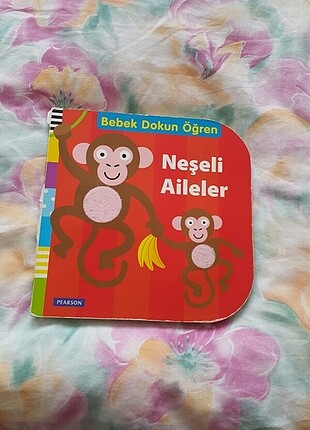 Bebek Dokun Öğren
Neşeli
Aileler
PEARSON